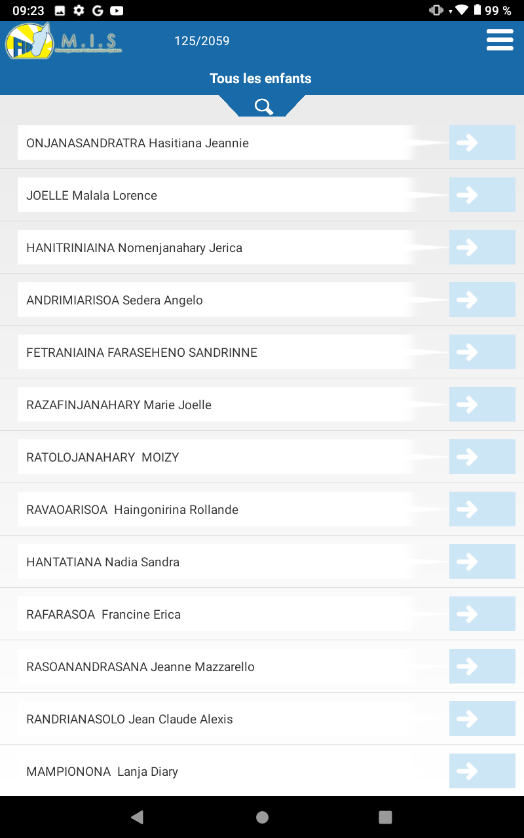 09:23
99 %
M.I.S
125/2059
Tous les enfants
ONJANASANDRATRA Hasitiana Jeannie
JOELLE Malala Lorence
HANITRINIAINA Nomenjanahary Jerica
ANDRIMIARISOA Sedera Angelo
FETRANIAINA FARASEHENO SANDRINNE
RAZAFINJANAHARY Marie Joelle
RATOLOJANAHARY  MOIZY
RAVAOARISOA  Haingonirina Rollande
HANTATIANA Nadia Sandra
RAFARASOA  Francine Erica
RASOANANDRASANA Jeanne Mazzarello
RANDRIANASOLO Jean Claude Alexis
MAMPIONONA  Lanja Diary